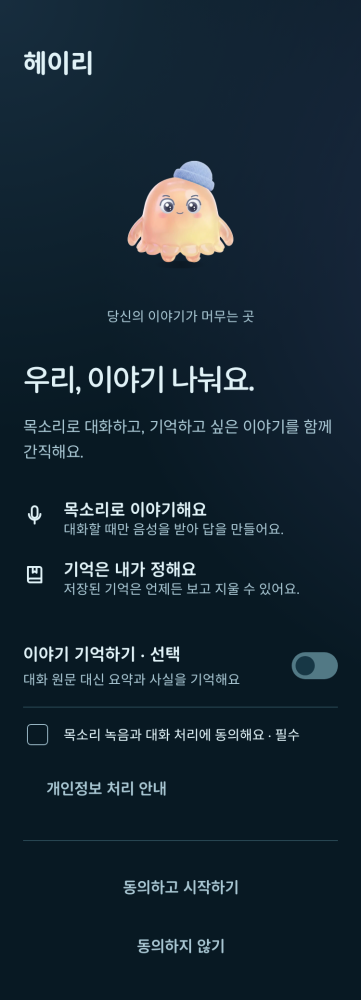 헤이리
당신의 이야기가 머무는 곳
우리, 이야기 나눠요.
목소리로 대화하고, 기억하고 싶은 이야기를 함께
간직해요.
목소리로 이야기해요
대화할 때만 음성을 받아 답을 만들어요.
기억은 내가 정해요
저장된 기억은 언제든 보고 지울 수 있어요.
이야기 기억하기 · 선택
대화 원문 대신 요약과 사실을 기억해요
목소리 녹음과 대화 처리에 동의해요 · 필수
개인정보 처리 안내
동의하고 시작하기
동의하지 않기